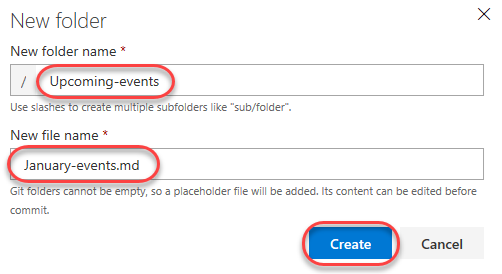 New folder
New folder name *
/ Upcoming-events
Use slashes to create multiple subfolders like "sub/folder".
New file name *
January-events.md
Git folders cannot be empty, so a placeholder file will be added. Its content can be edited before
commit.
Create Cancel